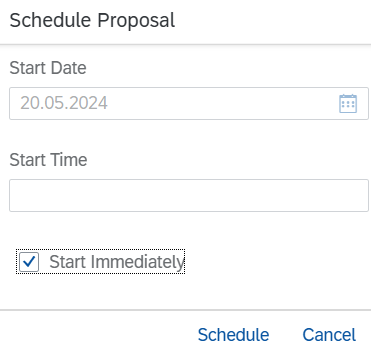 Schedule Proposal
Start Date
20.05.2024
Start Time
Start Immediately
Schedule Cancel